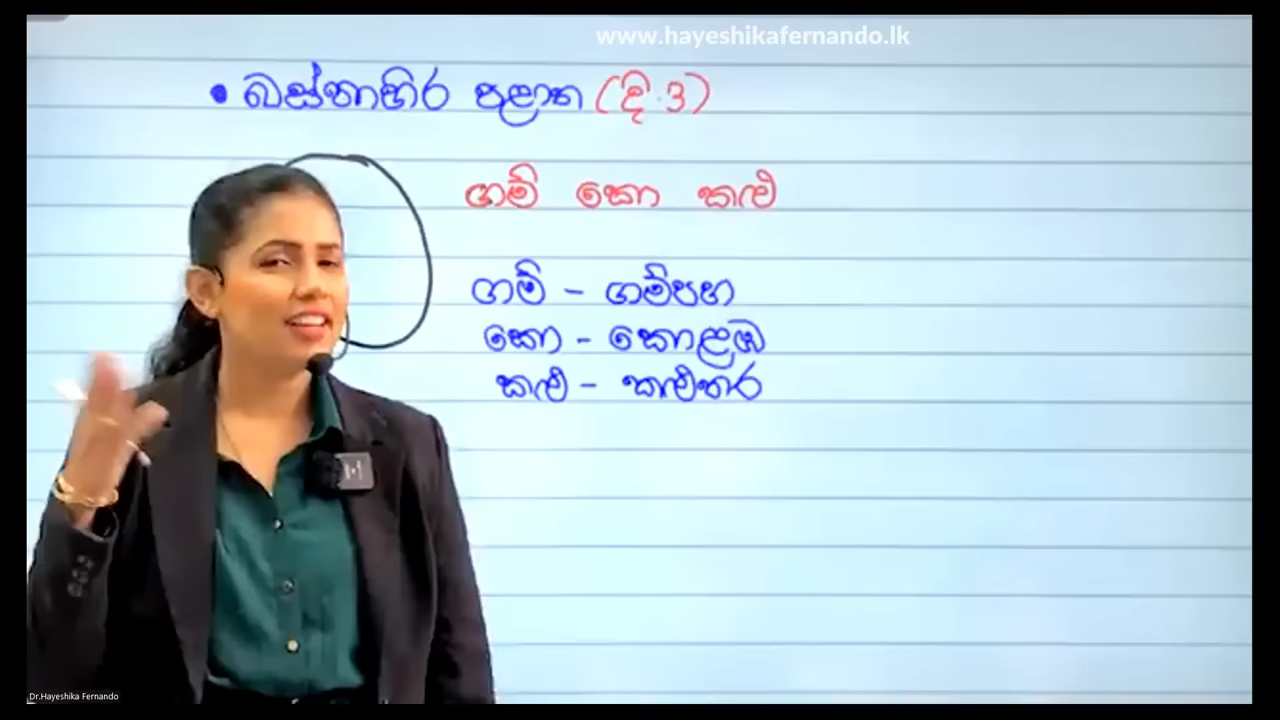 www.hayeshikafernando.lk
• බස්නාහිර පළාත (දි.3)
ගම් කො කළු
ගම් - ගම්පහ
කො - කොළඹ
කළු - කළුතර
Dr.Hayeshika Fernando